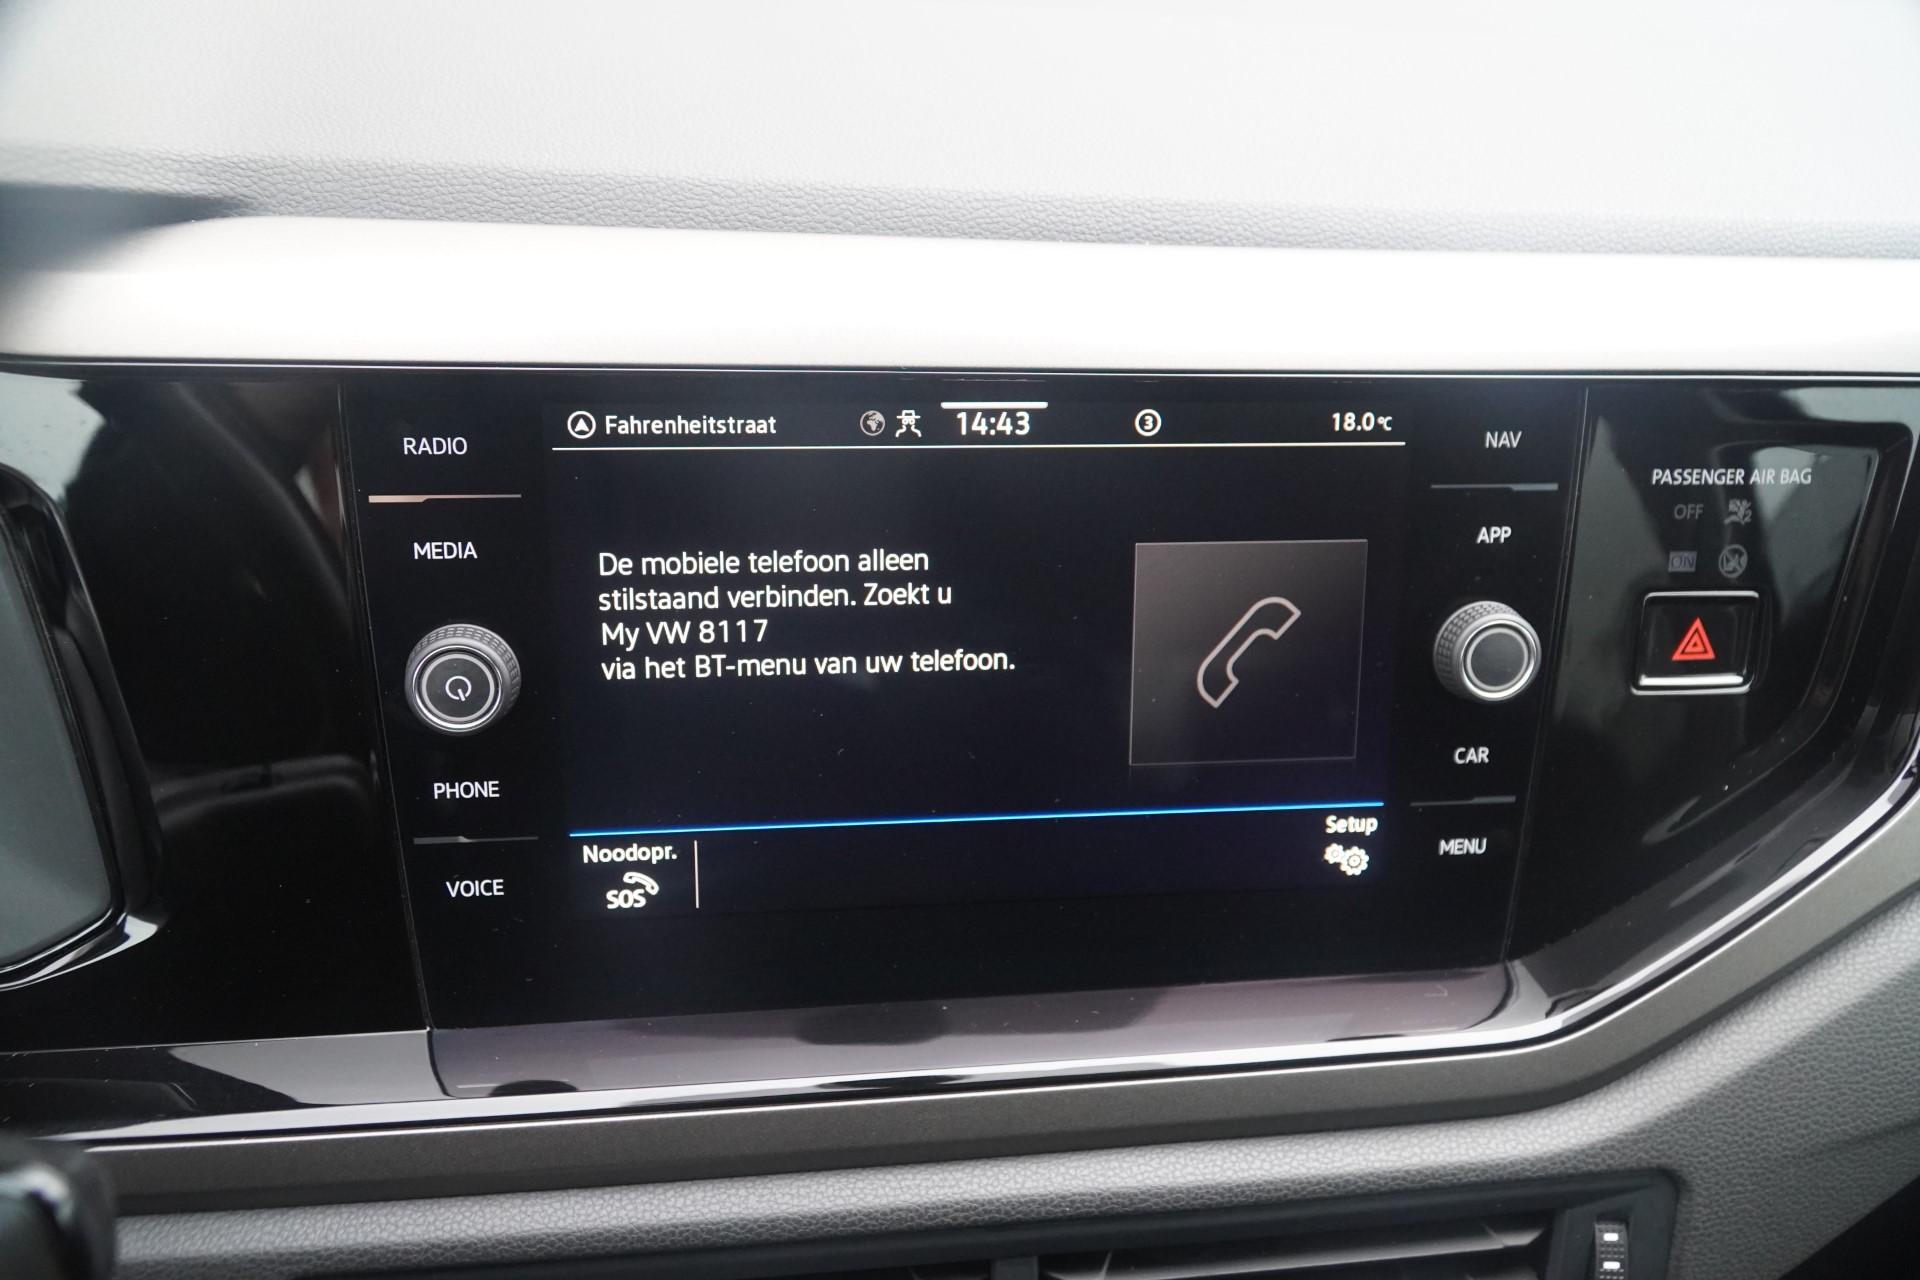 Fahrenheitstraat 14:43 3 18.0°C
RADIO
MEDIA
PHONE
VOICE
De mobiele telefoon alleen
stilstaand verbinden. Zoekt u
My VW 8117
via het BT-menu van uw telefoon.
Noodopr.
SOS
Setup
NAV
APP
CAR
MENU
PASSENGER AIR BAG
OFF
ON